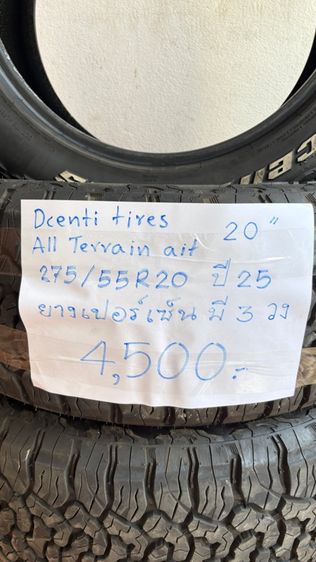 Dcenti tires 20"
All Terrain ait
275/55R20 ปี 25
ยางเปอร์เซ็น มี 3 วง
4,500.-